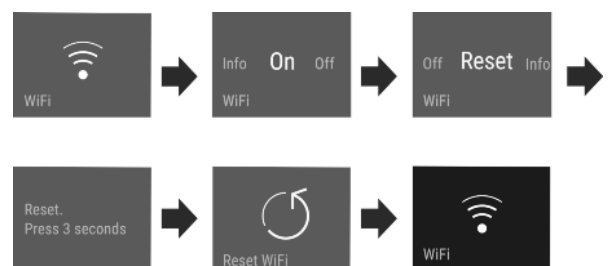 WiFi
Info On Off
WiFi
Off Reset Info
WiFi
Reset.
Press 3 seconds
Reset WiFi
WiFi